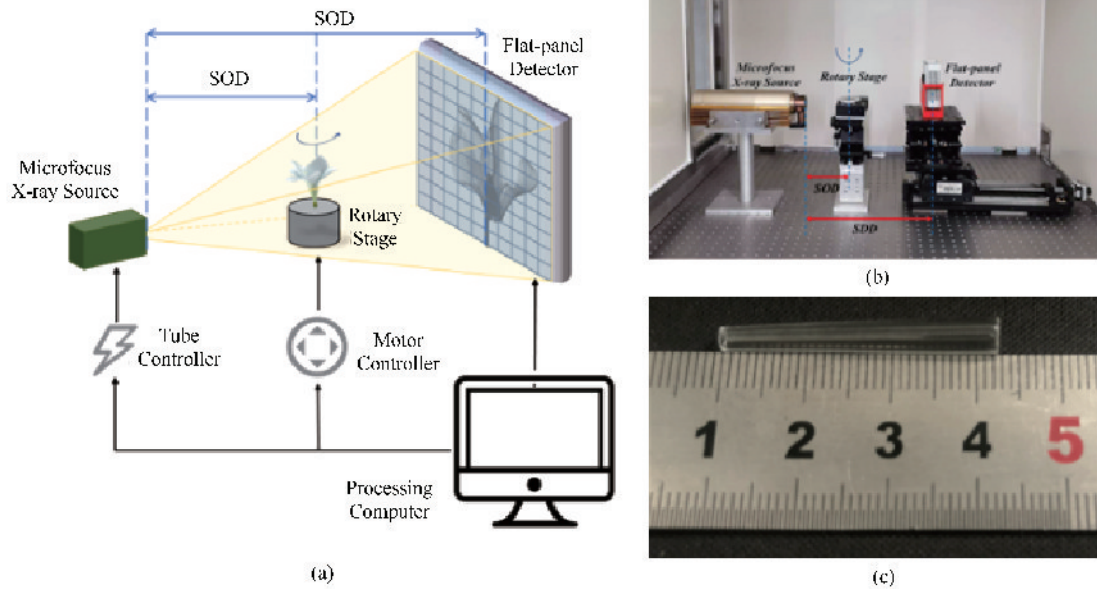 SOD
SOD
Flat-panel
Detector
Microfocus
X-ray Source
Rotary
Stage
Tube
Controller
Motor
Controller
Processing
Computer
(a)
Microfocus
X-ray Source
Rotary Stage
Flat-panel
Detector
SOD
SDD
(b)
1 2 3 4 5
(c)